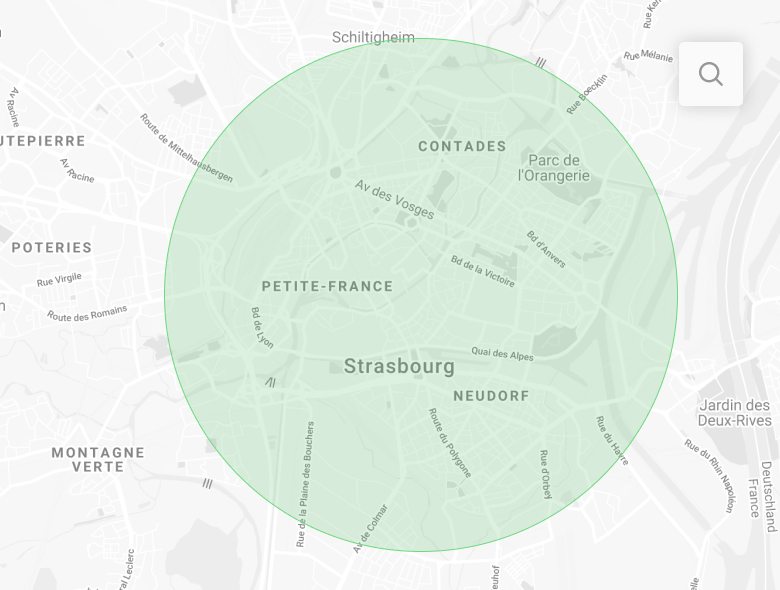 Rue Ken
Schiltigheim
Rue Mélanie
Rue Boecklin
Av Racine
Route de Mittelhausbergen
UTEPIERRE
CONTADES
Parc de
l'Orangerie
Av Racine
Av des Vosges
POTERIES
Bd d'Anvers
Bd de la Victoire
Rue Virgile
PETITE-FRANCE
Route des Romains
Bd de Lyon
Quai des Alpes
Strasbourg
NEUDORF
Jardin des
Deux-Rives
Route du Polygone
Rue du Havre
Rue de la Plaine des Bouchers
MONTAGNE
VERTE
Rue d'Orbey
Rue du Rhin Napoléon
Deutschland
France
Av de Colmar
ral Leclerc
euhof
elle